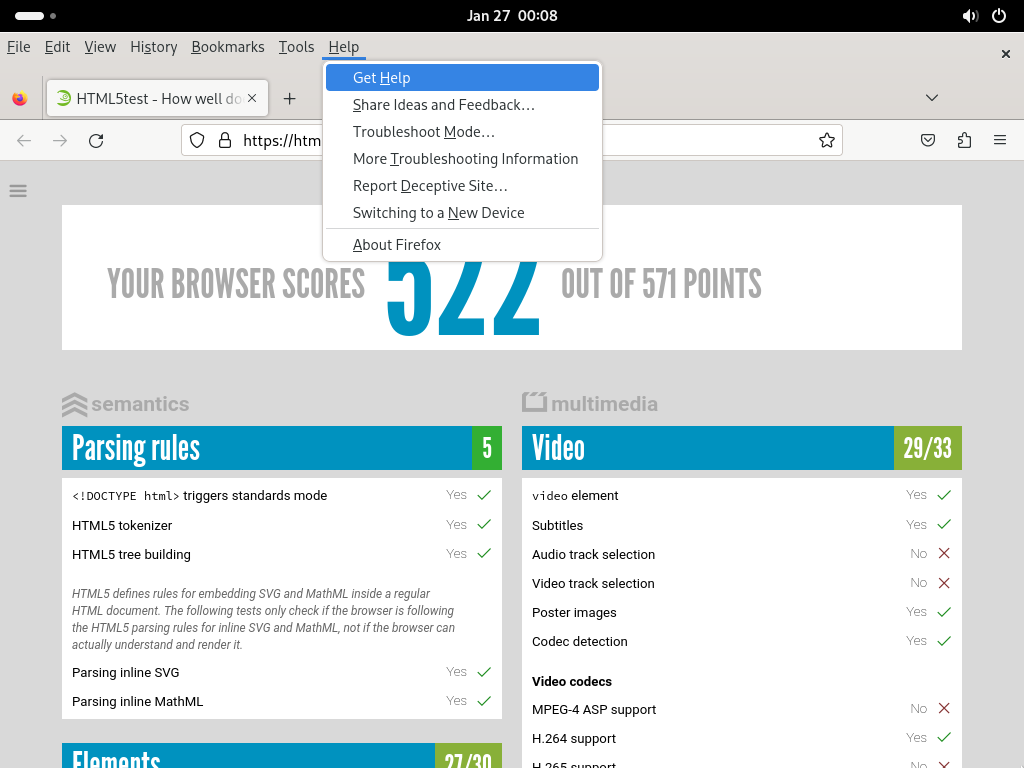 Jan 27 00:08
File Edit View History Bookmarks Tools Help
Get Help
Share Ideas and Feedback…
Troubleshoot Mode…
More Troubleshooting Information
Report Deceptive Site…
Switching to a New Device
About Firefox
HTML5test - How well do
https://htm
YOUR BROWSER SCORES 522 OUT OF 571 POINTS
semantics
Parsing rules 5
<!DOCTYPE html> triggers standards mode Yes
HTML5 tokenizer Yes
HTML5 tree building Yes
HTML5 defines rules for embedding SVG and MathML inside a regular
HTML document. The following tests only check if the browser is following
the HTML5 parsing rules for inline SVG and MathML, not if the browser can
actually understand and render it.
Parsing inline SVG Yes
Parsing inline MathML Yes
Elements 27/30
multimedia
Video 29/33
video element Yes
Subtitles Yes
Audio track selection No
Video track selection No
Poster images Yes
Codec detection Yes
Video codecs
MPEG-4 ASP support No
H.264 support Yes
H.265 support No